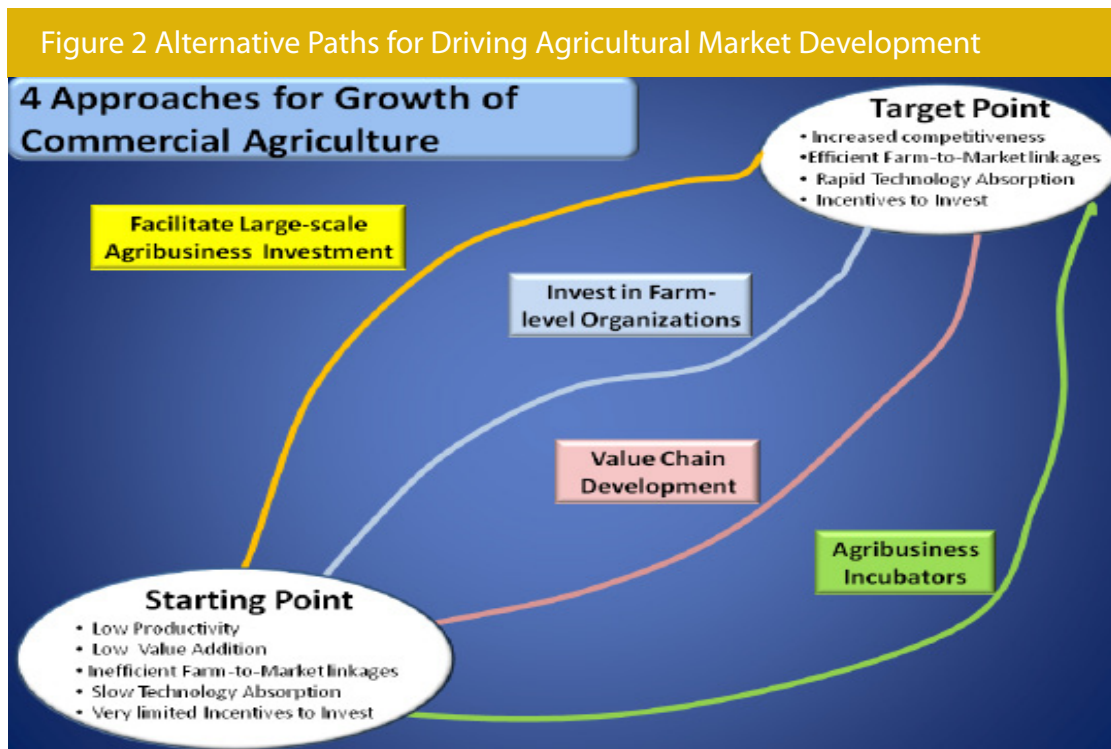 Figure 2 Alternative Paths for Driving Agricultural Market Development
4 Approaches for Growth of
Commercial Agriculture
Target Point
• Increased competitiveness
•Efficient Farm-to-Market linkages
• Rapid Technology Absorption
• Incentives to Invest
Facilitate Large-scale
Agribusiness Investment
Invest in Farm-
level Organizations
Value Chain
Development
Agribusiness
Incubators
Starting Point
• Low Productivity
• Low Value Addition
•Inefficient Farm-to-Market linkages
• Slow Technology Absorption
• Very limited Incentives to Invest